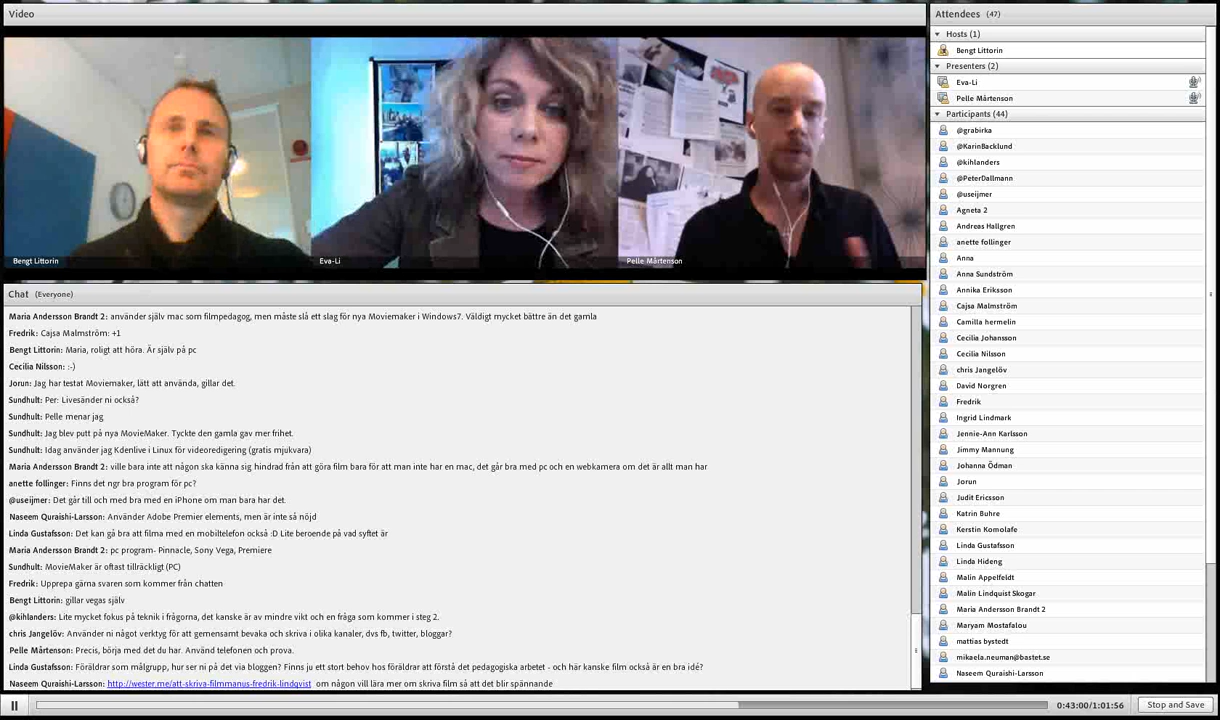 Video
Bengt Littorin
Eva-Li
Pelle Mårtenson
Chat (Everyone)
Maria Andersson Brandt 2: använder själv mac som filmpedagog, men måste slå ett slag för nya Moviemaker i Windows7. Väldigt mycket bättre än det gamla
Fredrik: Cajsa Malmström: +1
Bengt Littorin: Maria, roligt att höra. Är själv på pc
Cecilia Nilsson: :-)
Jorun: Jag har testat Moviemaker, lätt att använda, gillar det.
Sundhult: Per: Livesänder ni också?
Sundhult: Pelle menar jag
Sundhult: Jag blev putt på nya MovieMaker. Tyckte den gamla gav mer frihet.
Sundhult: Idag använder jag Kdenlive i Linux för videoredigering (gratis mjukvara)
Maria Andersson Brandt 2: ville bara inte att någon ska känna sig hindrad från att göra film bara för att man inte har en mac, det går bra med pc och en webkamera om det är allt man har
anette follinger: Finns det ngr bra program för pc?
@useijmer: Det går till och med bra med en iPhone om man bara har det.
Naseem Quraishi-Larsson: Använder Adobe Premier elements, men är inte så nöjd
Linda Gustafsson: Det kan gå bra att filma med en mobiltelefon också :D Lite beroende på vad syftet är
Maria Andersson Brandt 2: pc program- Pinnacle, Sony Vega, Premiere
Sundhult: MovieMaker är oftast tillräckligt (PC)
Fredrik: Upprepa gärna svaren som kommer från chatten
Bengt Littorin: gillar vegas själv
@kihlanders: Lite mycket fokus på teknik i frågorna, det kanske är av mindre vikt och en fråga som kommer i steg 2.
chris Jangelöv: Använder ni något verktyg för att gemensamt bevaka och skriva i olika kanaler, dvs fb, twitter, bloggar?
Pelle Mårtenson: Precis, börja med det du har. Använd telefonen och prova.
Linda Gustafsson: Föräldrar som målgrupp, hur ser ni på det via bloggen? Finns ju ett stort behov hos föräldrar att förstå det pedagogiska arbetet - och här kanske film också är en bra idé?
Naseem Quraishi-Larsson: http://wester.me/att-skriva-filmmanus-fredrik-lindqvist om någon vill lära mer om skriva film så att det blir spännande
0:43:00/1:01:56
Stop and Save
Attendees (47)
Hosts (1)
Bengt Littorin
Presenters (2)
Eva-Li
Pelle Mårtenson
Participants (44)
@grabirka
@KarinBacklund
@kihlanders
@PeterDallmann
@useijmer
Agneta 2
Andreas Hallgren
anette follinger
Anna
Anna Sundström
Annika Eriksson
Cajsa Malmström
Camilla hermelin
Cecilia Johansson
Cecilia Nilsson
chris Jangelöv
David Norgren
Fredrik
Ingrid Lindmark
Jennie-Ann Karlsson
Jimmy Mannung
Johanna Ödman
Jorun
Judit Ericsson
Katrin Buhre
Kerstin Komolafe
Linda Gustafsson
Linda Hideng
Malin Appelfeldt
Malin Lindquist Skogar
Maria Andersson Brandt 2
Maryam Mostafalou
mattias bystedt
mikaela.neuman@bastet.se
Naseem Quraishi-Larsson